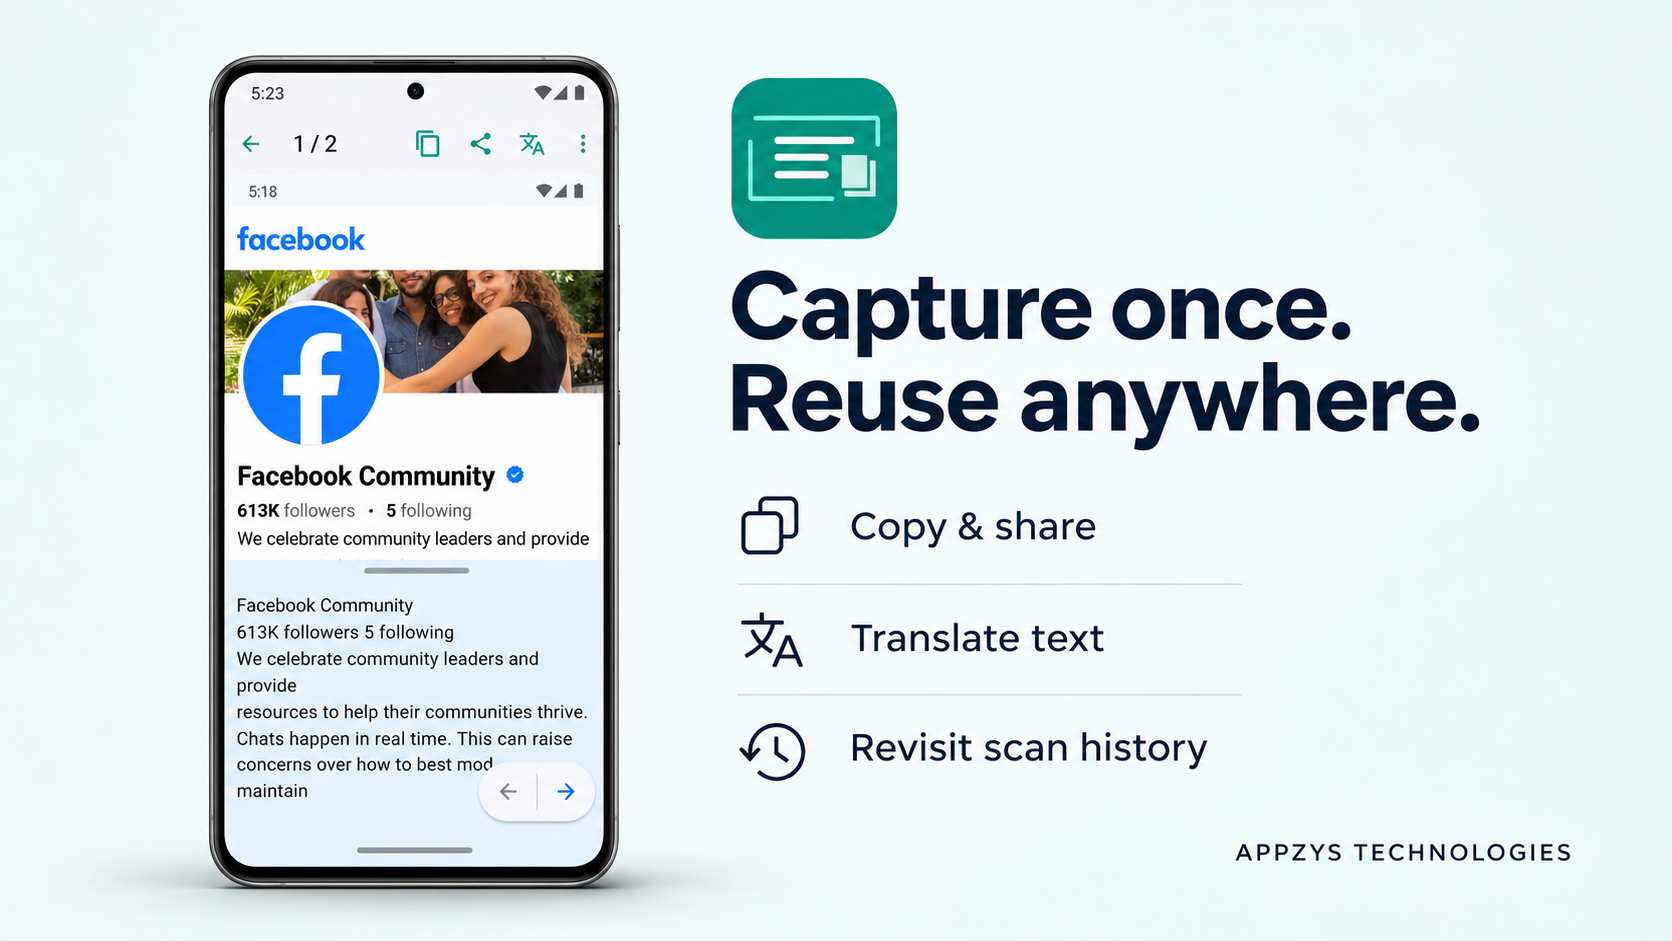 5:23
1 / 2
5:18
facebook
Facebook Community
613K followers • 5 following
We celebrate community leaders and provide
Facebook Community
613K followers 5 following
We celebrate community leaders and
provide
resources to help their communities thrive.
Chats happen in real time. This can raise
concerns over how to best mod
maintain
Capture once.
Reuse anywhere.
Copy & share
Translate text
Revisit scan history
APPZYS TECHNOLOGIES